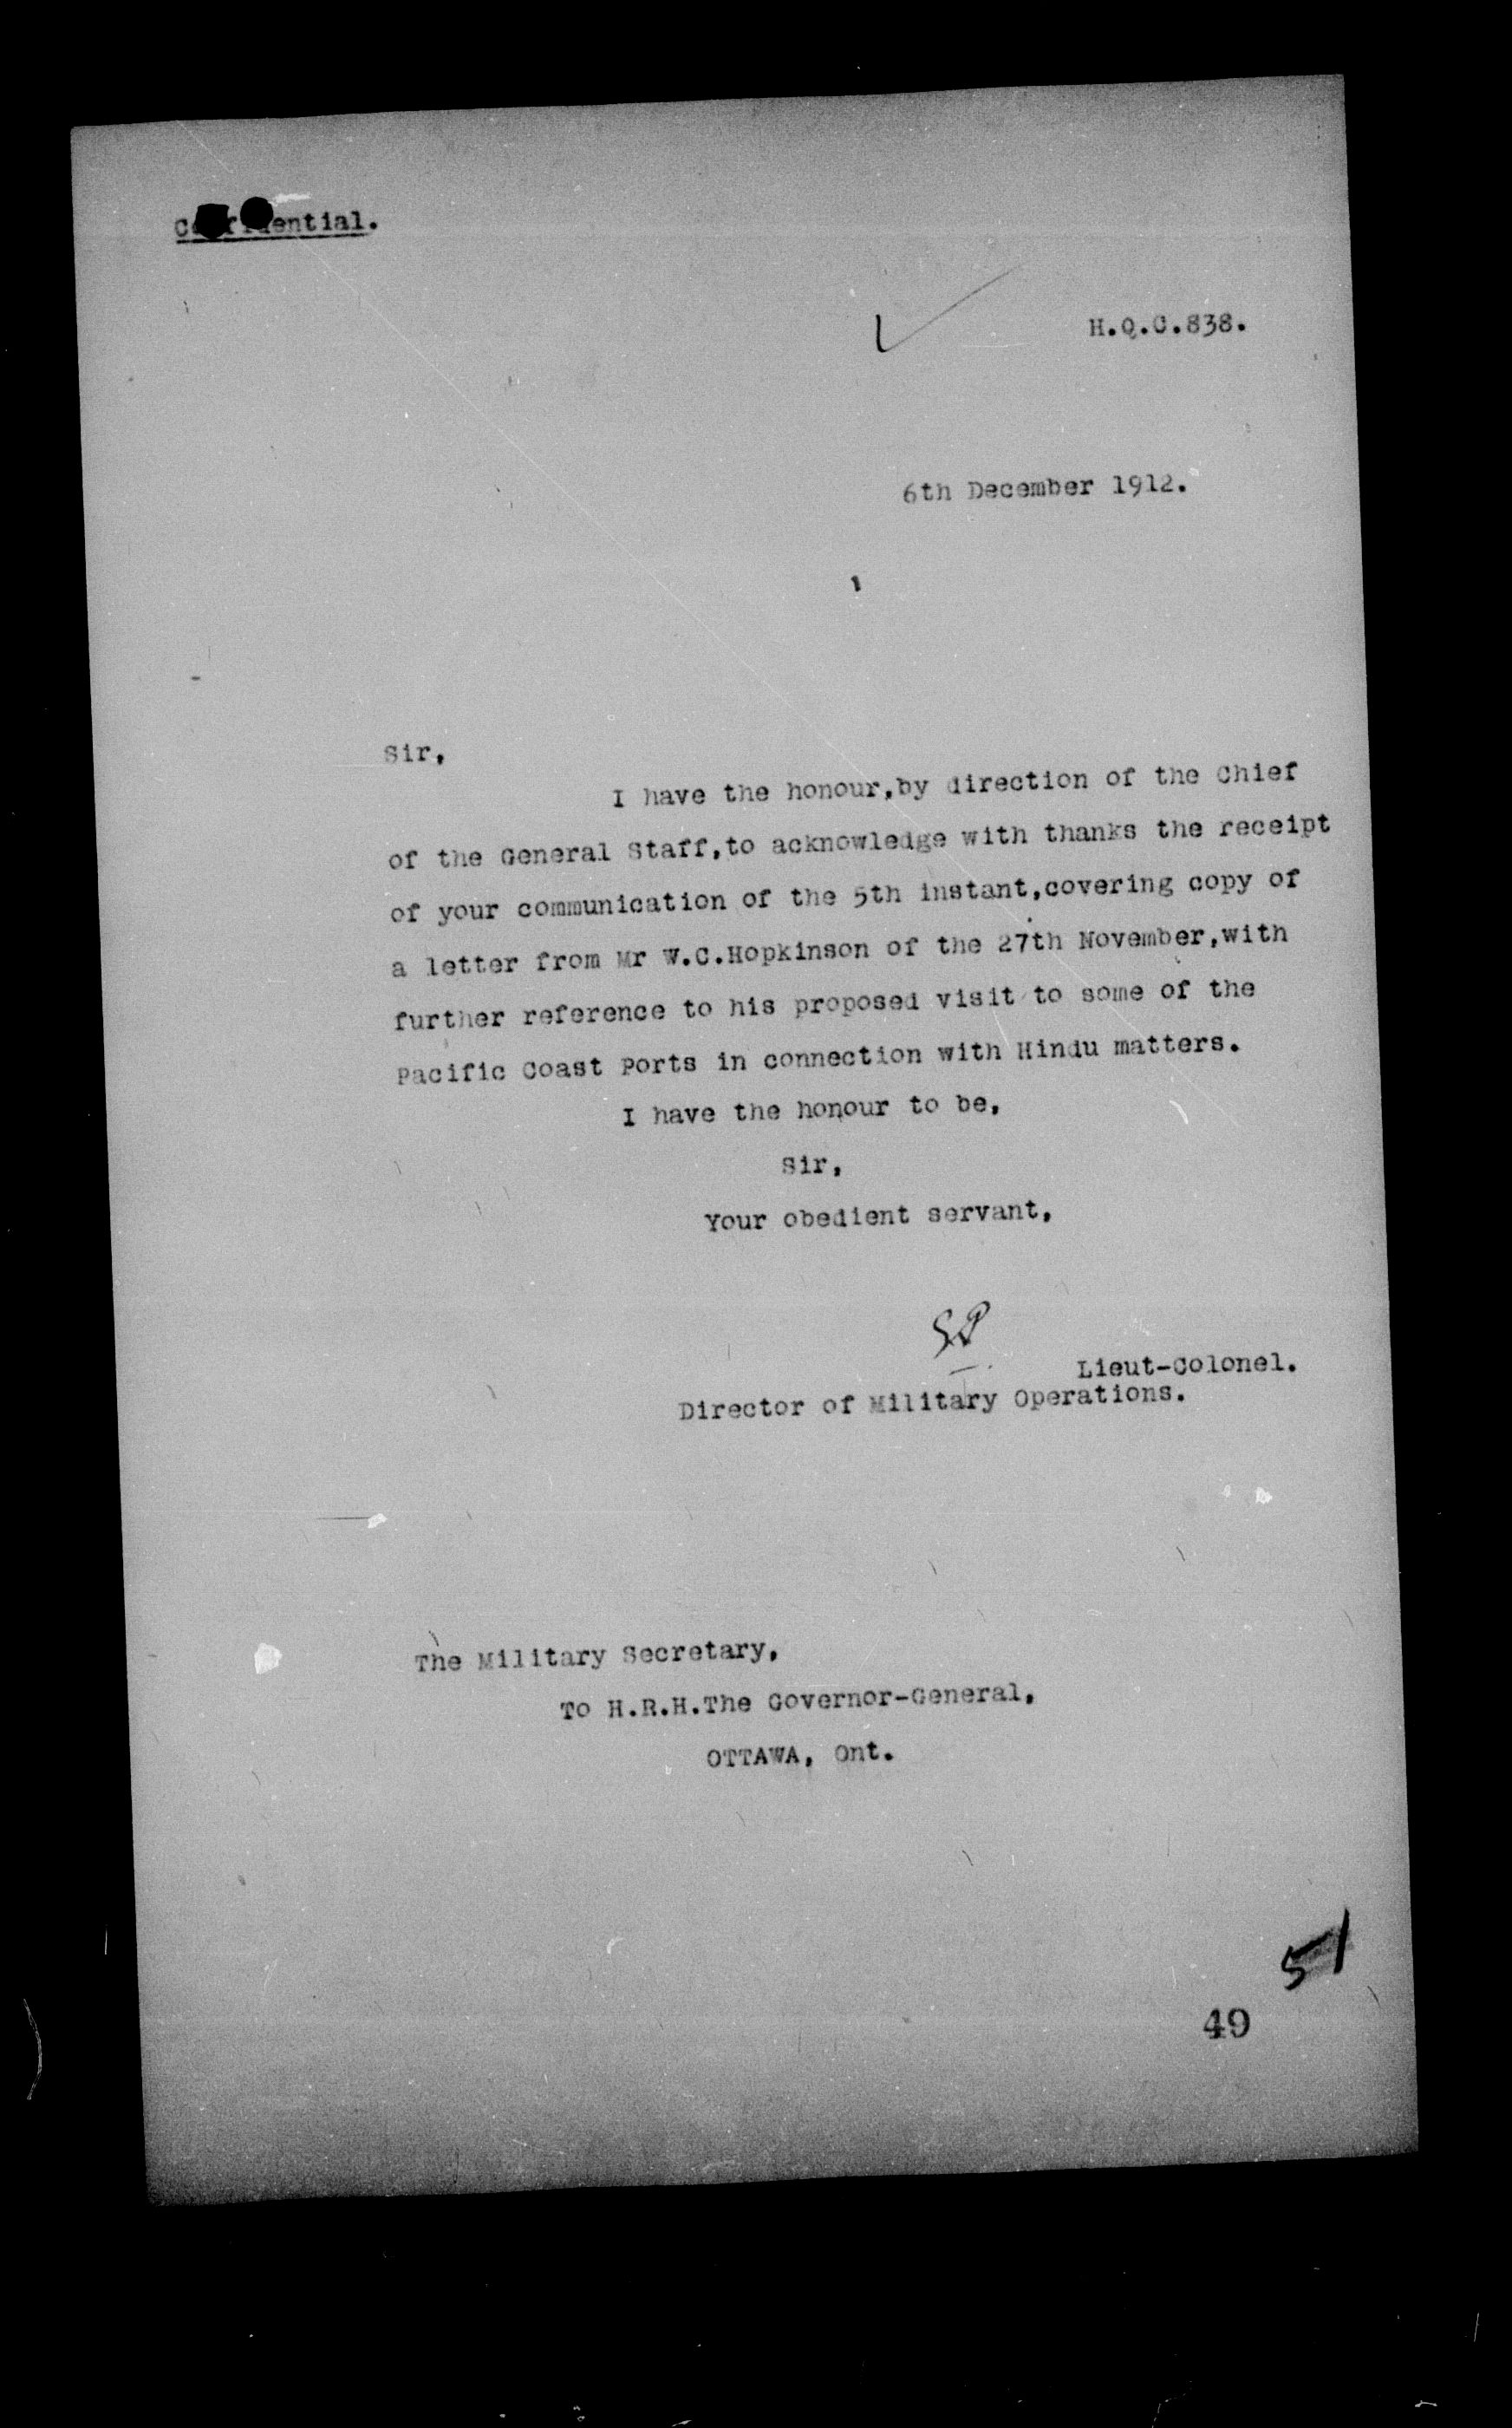 Confidential.
H.Q.C.838.
6th December 1912.
Sir,
I have the honour,by direction of the Chief
of the General Staff,to acknowledge with thanks the receipt
of your communication of the 5th instant,covering copy of
a letter from Mr W.C.Hopkinson of the 27th November,with
further reference to his proposed visit to some of the
Pacific Coast Ports in connection with Hindu matters.
I have the honour to be,
Sir,
Your obedient servant,
Lieut-Colonel.
Director of Military Operations.
The Military Secretary,
To H.R.H.The Governor-General,
OTTAWA, Ont.
51
49